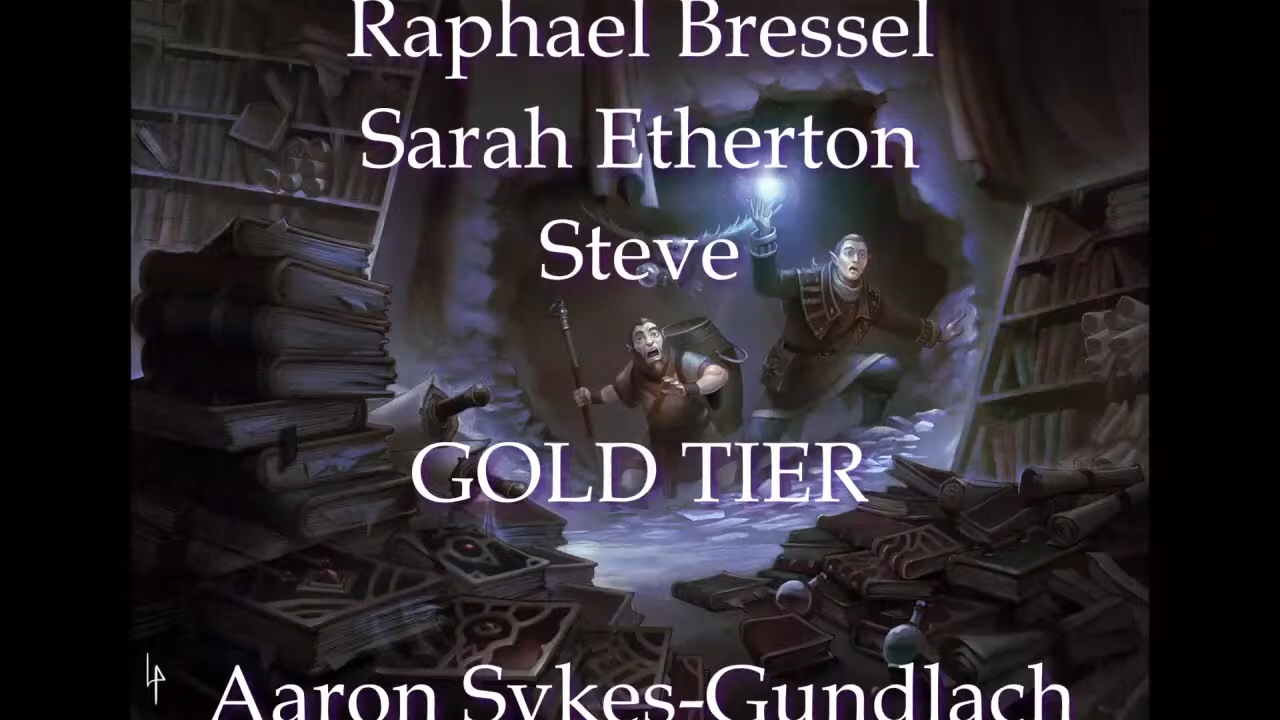 Raphael Bressel
Sarah Etherton
Steve
GOLD TIER
Aaron Sykes-Gundlach